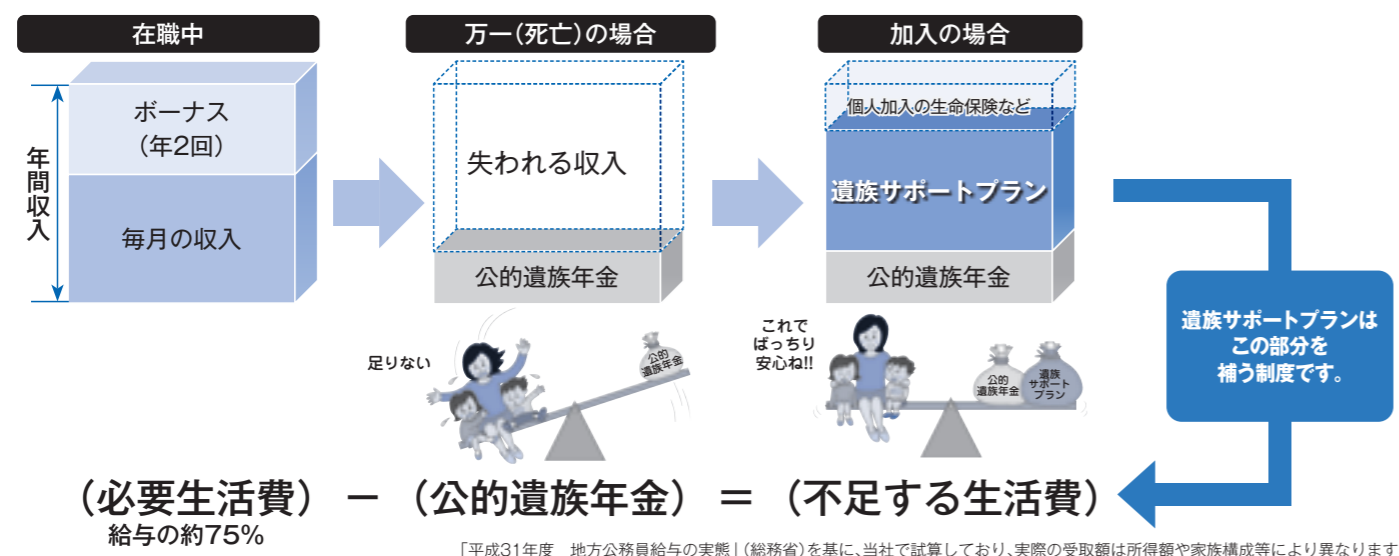 在職中
年間収入
ボーナス
（年2回）
毎月の収入
万一（死亡）の場合
失われる収入
公的遺族年金
足りない
公的
遺族年金
加入の場合
個人加入の生命保険など
遺族サポートプラン
公的遺族年金
これで
ばっちり
安心ね!!
公的
遺族年金
遺族
サポート
プラン
遺族サポートプランは
この部分を
補う制度です。
（必要生活費）－（公的遺族年金）＝（不足する生活費）
給与の約75%
「平成31年度　地方公務員給与の実態」（総務省）を基に、当社で試算しており、実際の受取額は所得額や家族構成等により異なります